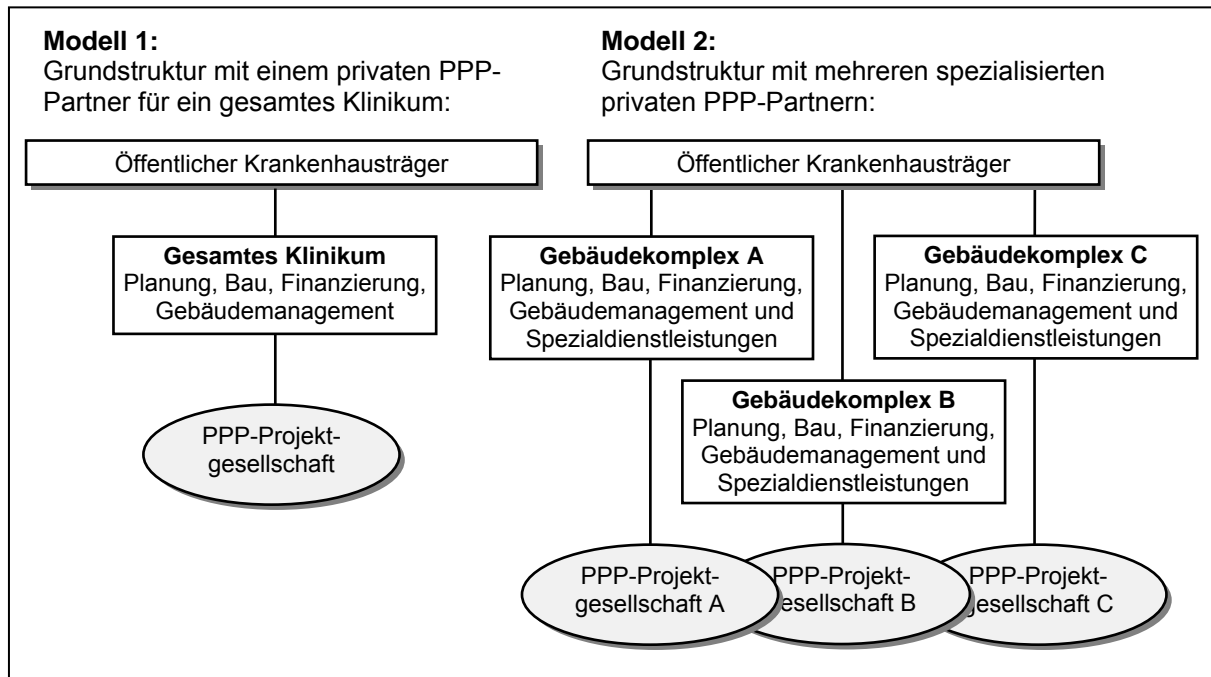 Modell 1:
Grundstruktur mit einem privaten PPP-
Partner für ein gesamtes Klinikum:
Öffentlicher Krankenhausträger
Gesamtes Klinikum
Planung, Bau, Finanzierung,
Gebäudemanagement
PPP-Projekt-
gesellschaft
Modell 2:
Grundstruktur mit mehreren spezialisierten
privaten PPP-Partnern:
Öffentlicher Krankenhausträger
Gebäudekomplex A
Planung, Bau, Finanzierung,
Gebäudemanagement und
Spezialdienstleistungen
Gebäudekomplex B
Planung, Bau, Finanzierung,
Gebäudemanagement und
Spezialdienstleistungen
Gebäudekomplex C
Planung, Bau, Finanzierung,
Gebäudemanagement und
Spezialdienstleistungen
PPP-Projekt-
gesellschaft A
PPP-Projekt-
gesellschaft B
PPP-Projekt-
gesellschaft C